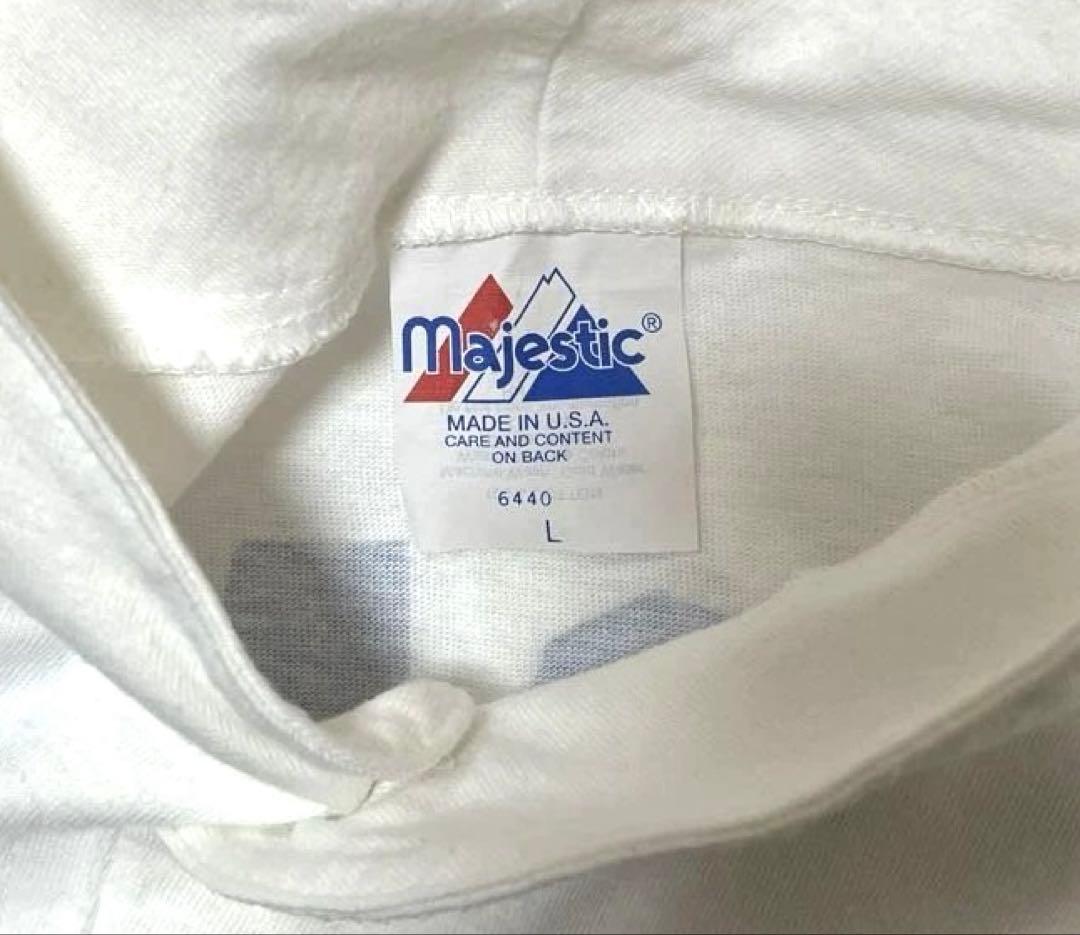 Majestic®
MADE IN U.S.A.
CARE AND CONTENT
ON BACK
6440
L